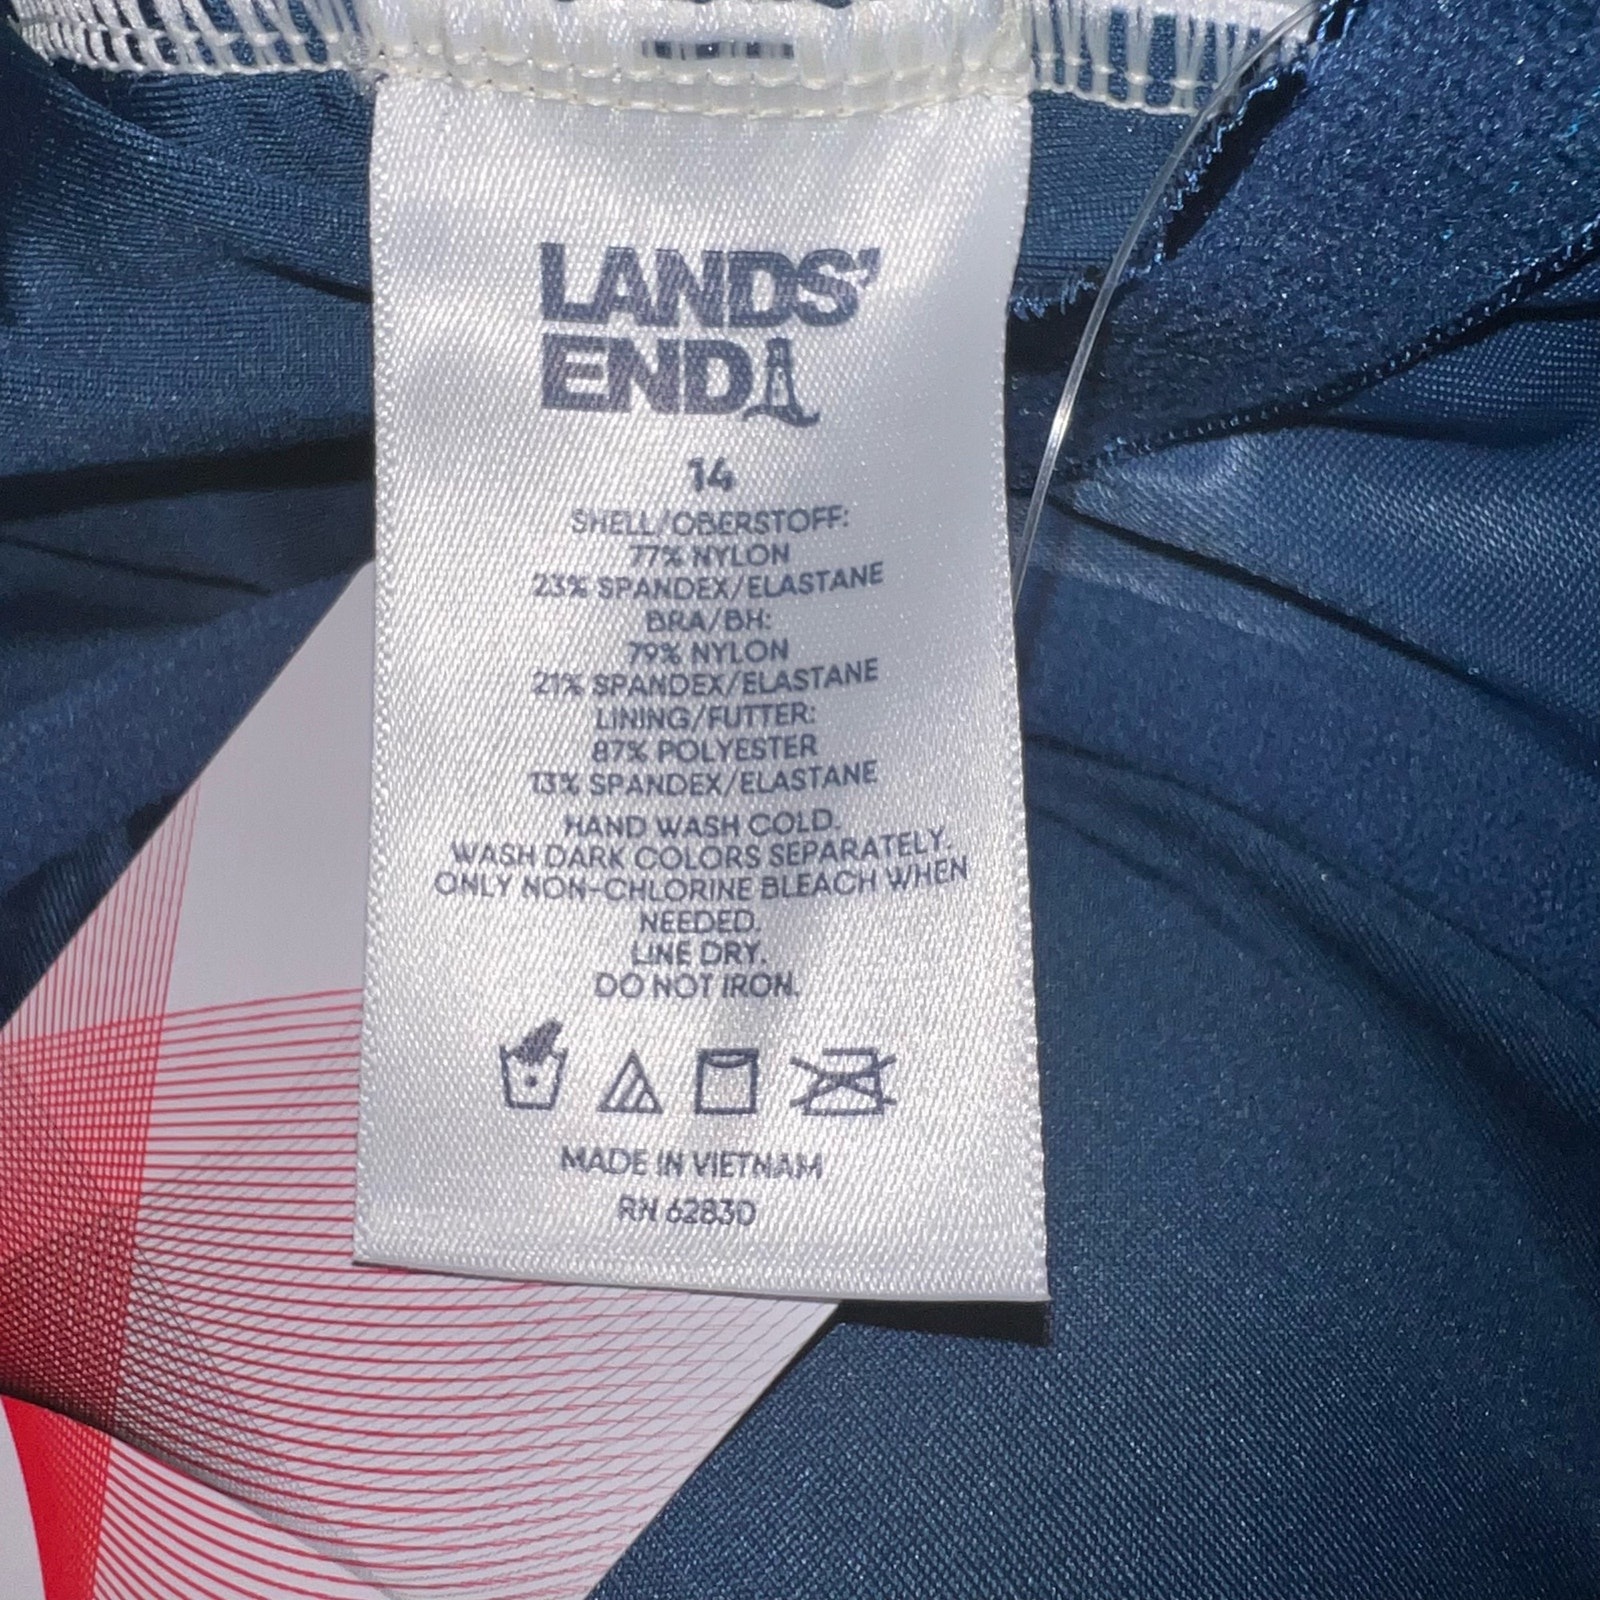 LANDS'
END
14
SHELL/OBERSTOFF:
77% NYLON
23% SPANDEX/ELASTANE
BRA/BH:
79% NYLON
21% SPANDEX/ELASTANE
LINING/FUTTER:
87% POLYESTER
13% SPANDEX/ELASTANE
HAND WASH COLD.
WASH DARK COLORS SEPARATELY.
ONLY NON-CHLORINE BLEACH WHEN
NEEDED.
LINE DRY.
DO NOT IRON.
MADE IN VIETNAM
RN 62830